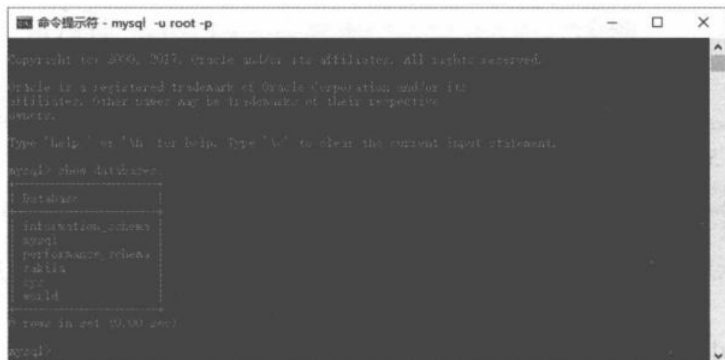 命令提示符 - mysql -u root -p
Copyright (c) 2000, 2017, Oracle and/or its affiliates. All rights reserved.
Oracle is a registered trademark of Oracle Corporation and/or its
affiliates. Other names may be trademarks of their respective
owners.
Type 'help;' or '\h' for help. Type '\c' to clear the current input statement.
mysql> show databases;
| Database |
| information_schema |
| mysql |
| performance_schema |
| sakila |
| sys |
| world |
rows in set (0.00 sec)
mysql>